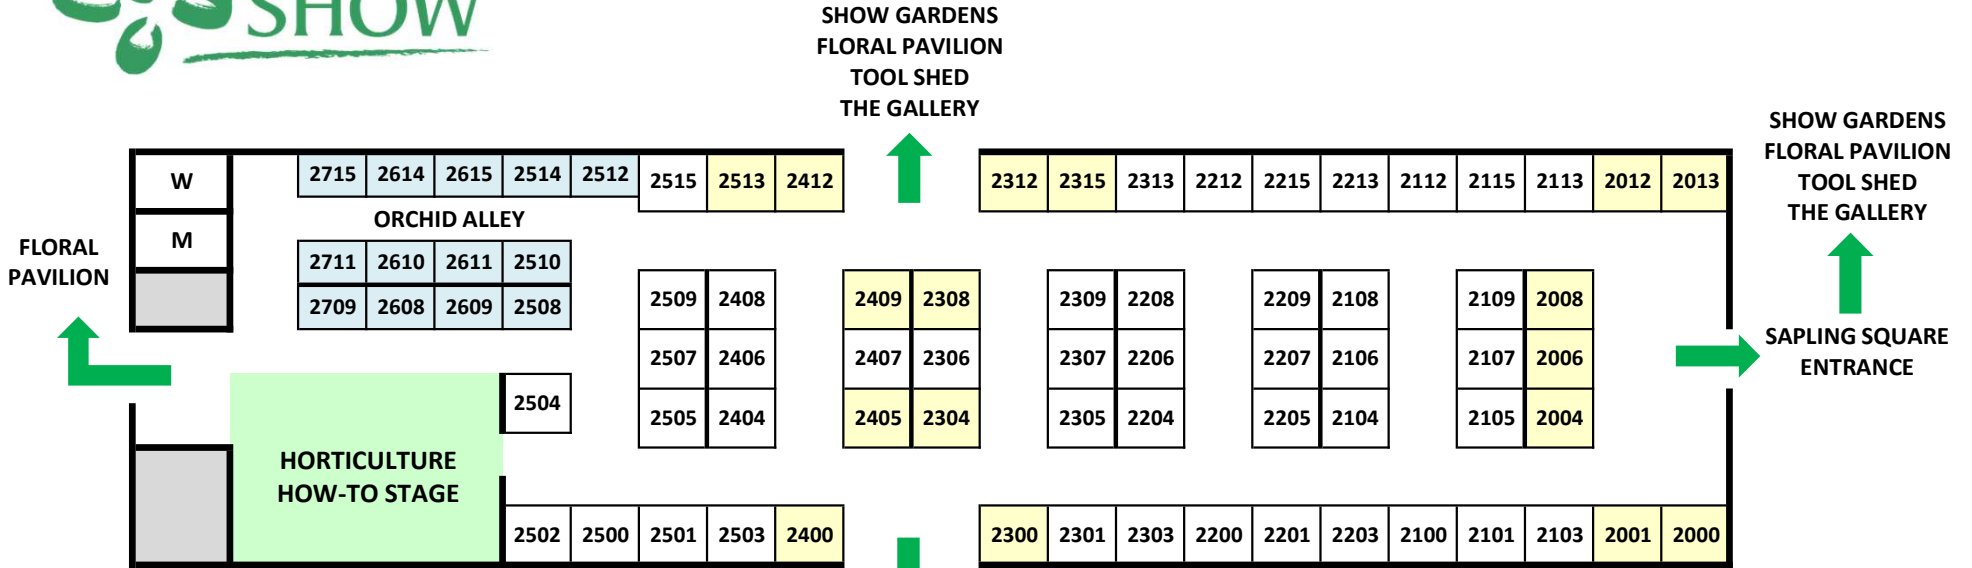 SHOW
SHOW GARDENS
FLORAL PAVILION
TOOL SHED
THE GALLERY
SHOW GARDENS
FLORAL PAVILION
TOOL SHED
THE GALLERY
W
2715 2614 2615 2514 2512 2515 2513 2412 2312 2315 2313 2212 2215 2213 2112 2115 2113 2012 2013
ORCHID ALLEY
M
FLORAL
PAVILION
2711 2610 2611 2510
2709 2608 2609 2508
2509 2408 2409 2308 2309 2208 2209 2108 2109 2008
2507 2406 2407 2306 2307 2206 2207 2106 2107 2006
SAPLING SQUARE
ENTRANCE
2504
2505 2404 2405 2304 2305 2204 2205 2104 2105 2004
HORTICULTURE
HOW-TO STAGE
2502 2500 2501 2503 2400 2300 2301 2303 2200 2201 2203 2100 2101 2103 2001 2000